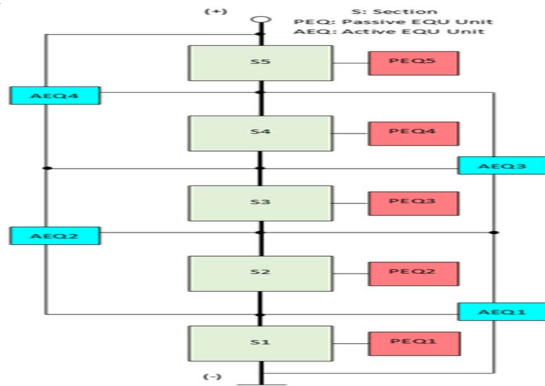 (+)
S: Section
PEQ: Passive EQU Unit
AEQ: Active EQU Unit
S5
PEQ5
AEQ4
S4
PEQ4
AEQ3
S3
PEQ3
AEQ2
S2
PEQ2
AEQ1
S1
PEQ1
(-)